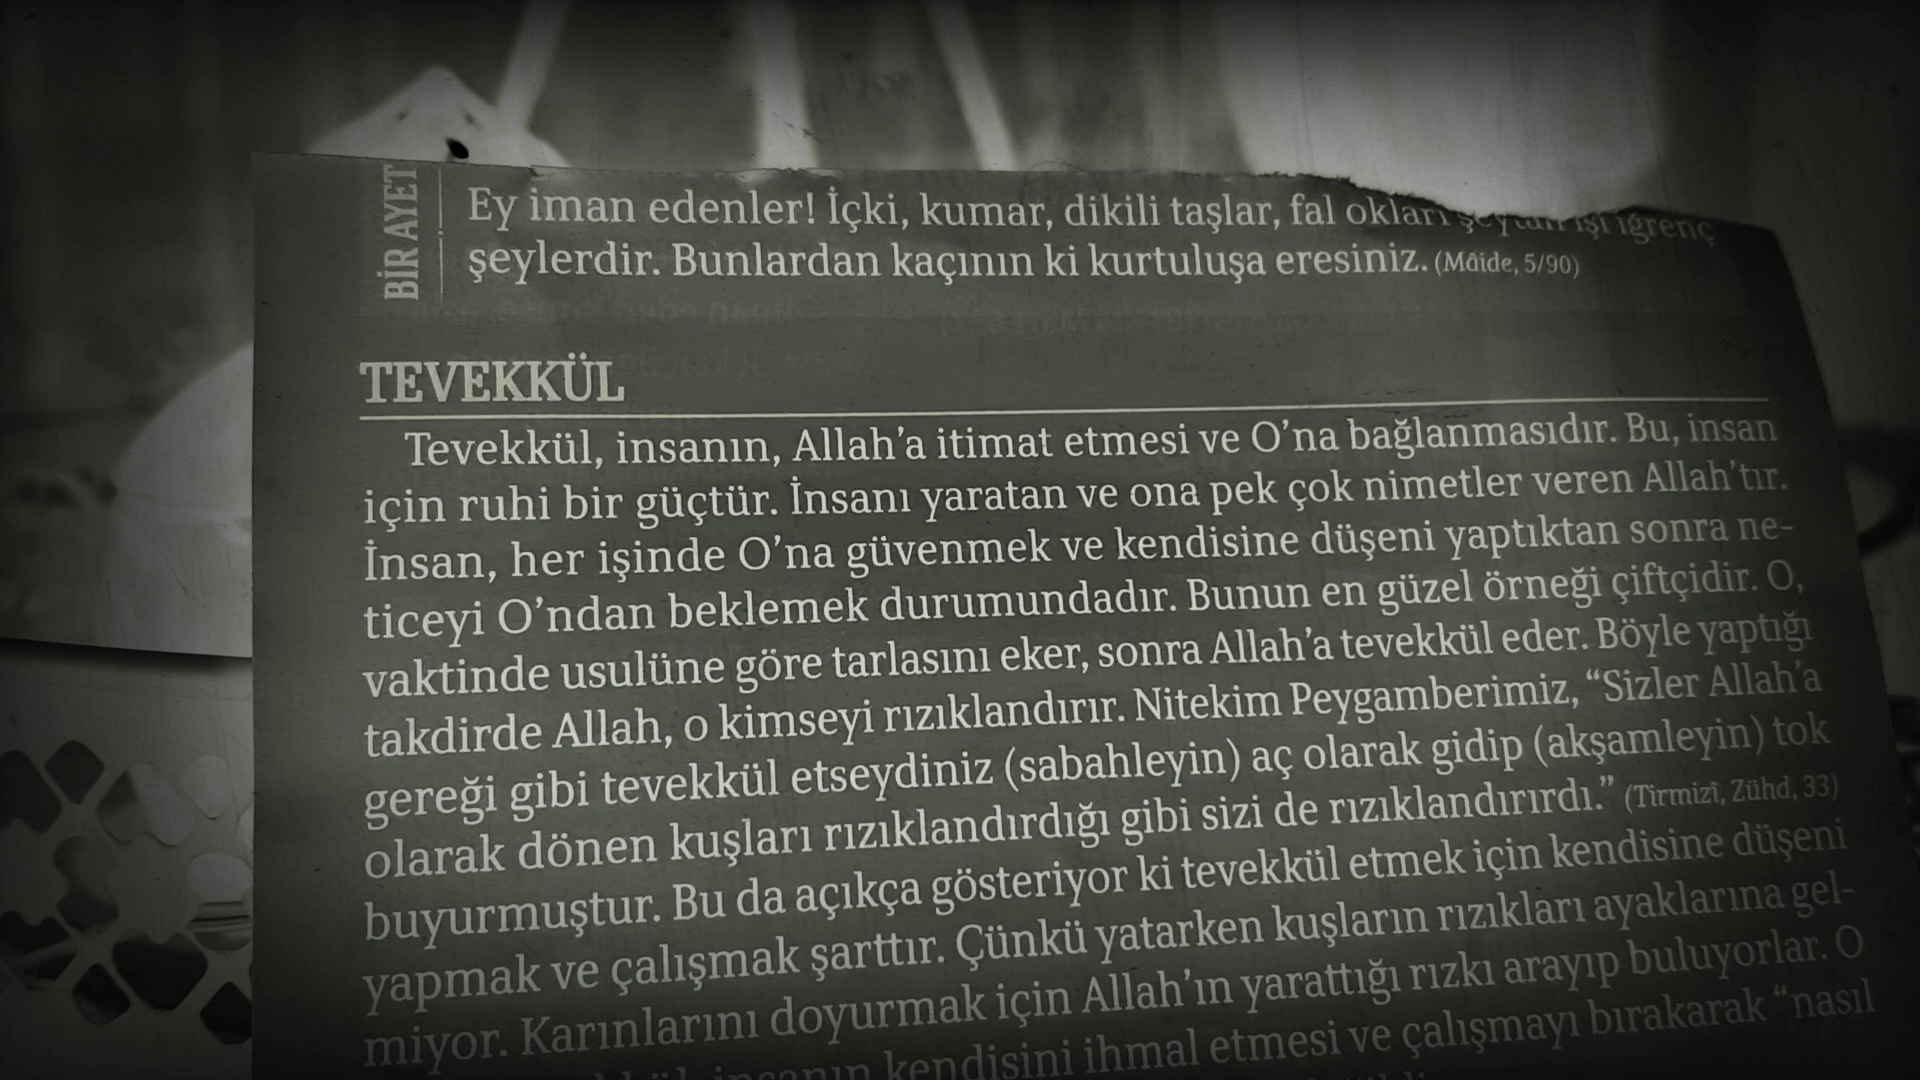 BİR AYET
Ey iman edenler! İçki, kumar, dikili taşlar, fal okları şeytan işi iğrenç
şeylerdir. Bunlardan kaçının ki kurtuluşa eresiniz. (Mâide, 5/90)
TEVEKKÜL
Tevekkül, insanın, Allah’a itimat etmesi ve O’na bağlanmasıdır. Bu, insan
için ruhi bir güçtür. İnsanı yaratan ve ona pek çok nimetler veren Allah’tır.
İnsan, her işinde O’na güvenmek ve kendisine düşeni yaptıktan sonra ne-
ticeyi O’ndan beklemek durumundadır. Bunun en güzel örneği çiftçidir. O,
vaktinde usulüne göre tarlasını eker, sonra Allah’a tevekkül eder. Böyle yaptığı
takdirde Allah, o kimseyi rızıklandırır. Nitekim Peygamberimiz, “Sizler Allah’a
gereği gibi tevekkül etseydiniz (sabahleyin) aç olarak gidip (akşamleyin) tok
olarak dönen kuşları rızıklandırdığı gibi sizi de rızıklandırırdı.” (Tirmizî, Zühd, 33)
buyurmuştur. Bu da açıkça gösteriyor ki tevekkül etmek için kendisine düşeni
yapmak ve çalışmak şarttır. Çünkü yatarken kuşların rızıkları ayaklarına gel-
miyor. Karınlarını doyurmak için Allah’ın yarattığı rızkı arayıp buluyorlar. O
insanın kendisini ihmal etmesi ve çalışmayı bırakarak “nasıl